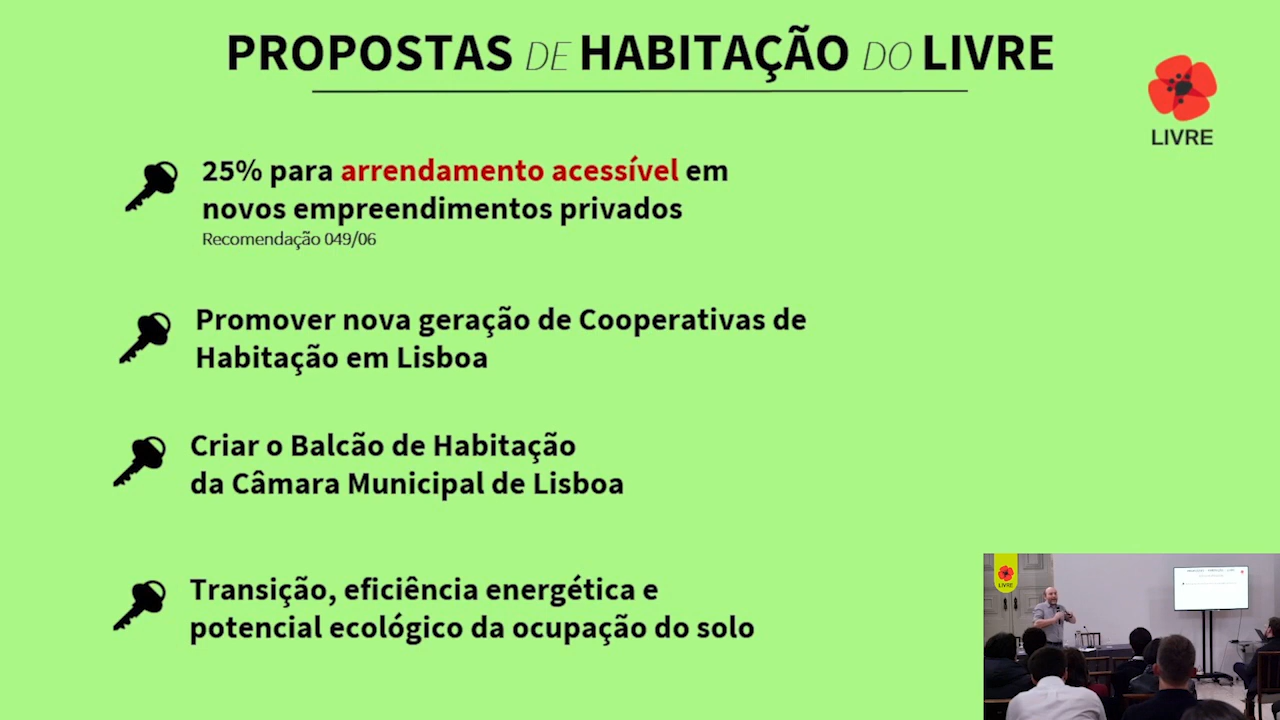 PROPOSTAS DE HABITAÇÃO DO LIVRE
LIVRE
25% para arrendamento acessível em
novos empreendimentos privados
Recomendação 049/06
Promover nova geração de Cooperativas de
Habitação em Lisboa
Criar o Balcão de Habitação
da Câmara Municipal de Lisboa
Transição, eficiência energética e
potencial ecológico da ocupação do solo
LIVRE